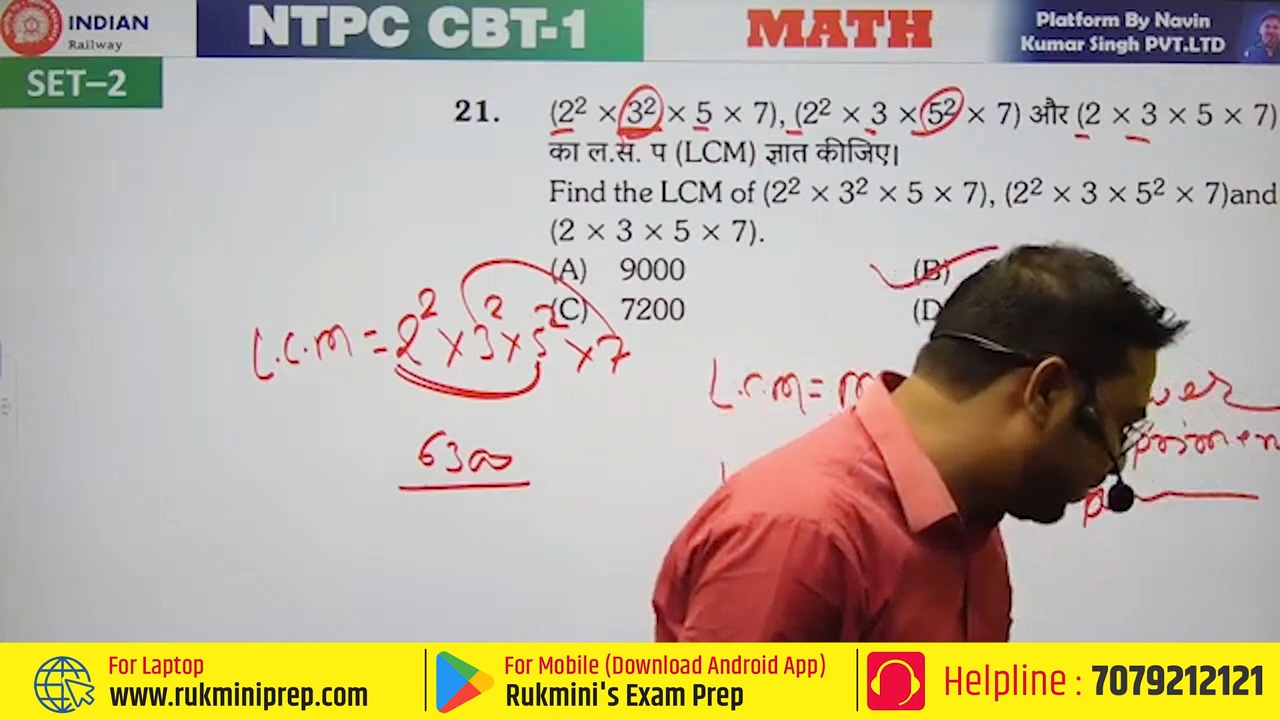 INDIAN
Railway
NTPC CBT-1
MATH
Platform By Navin
Kumar Singh PVT.LTD
SET–2
21. (2² × 3² × 5 × 7), (2² × 3 × 5² × 7) और (2 × 3 × 5 × 7)
का ल.स. प (LCM) ज्ञात कीजिए।
Find the LCM of (2² × 3² × 5 × 7), (2² × 3 × 5² × 7)and
(2 × 3 × 5 × 7).
(A) 9000 (B)
(C) 7200 (D
L.C.M = 2² × 3² × 5² × 7
L.C.M = m
6300
For Laptop
www.rukminiprep.com
For Mobile (Download Android App)
Rukmini's Exam Prep
Helpline : 7079212121